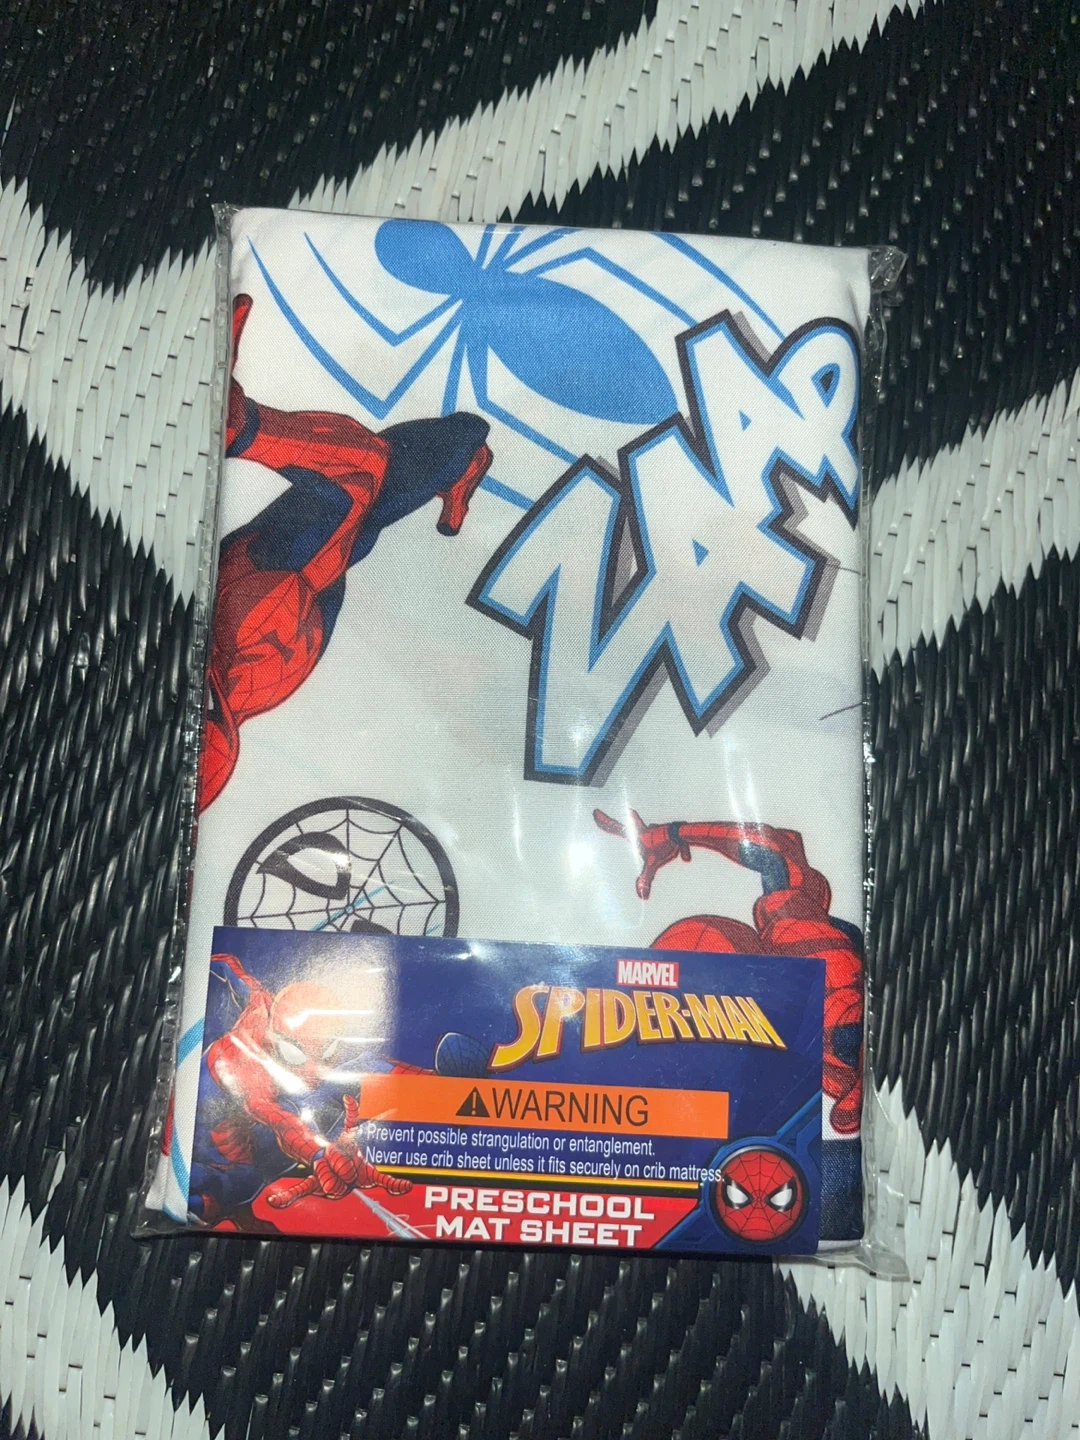 MARVEL
SPIDER-MAN
WARNING
Prevent possible strangulation or entanglement.
Never use crib sheet unless it fits securely on crib mattress.
PRESCHOOL
MAT SHEET